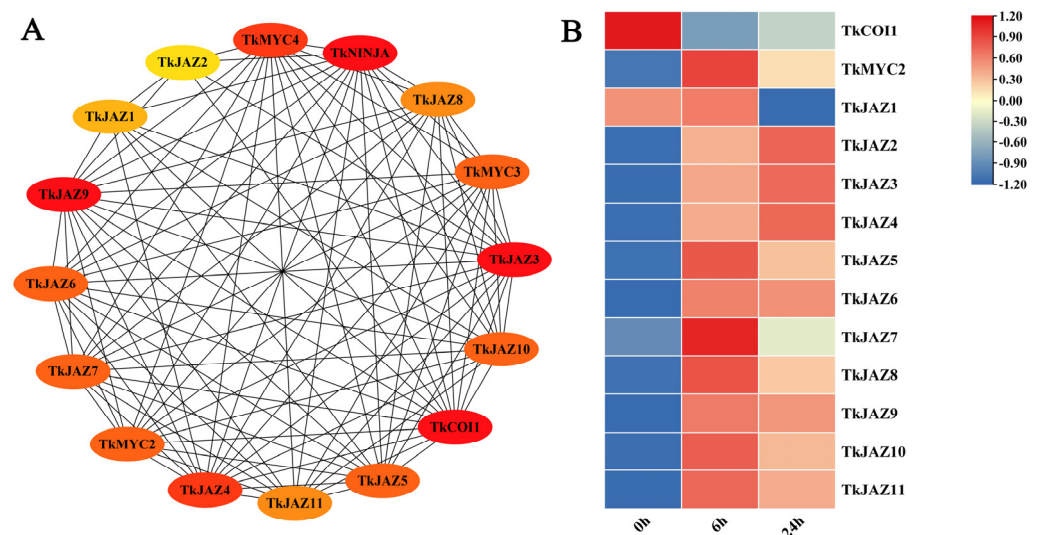 A
TkMYC4
TkNINJA
TkJAZ2
TkJAZ8
TkJAZ1
TkMYC3
TkJAZ9
TkJAZ3
TkJAZ6
TkJAZ10
TkJAZ7
TkCOI1
TkMYC2
TkJAZ5
TkJAZ4
TkJAZ11
B
TkCOI1
TkMYC2
TkJAZ1
TkJAZ2
TkJAZ3
TkJAZ4
TkJAZ5
TkJAZ6
TkJAZ7
TkJAZ8
TkJAZ9
TkJAZ10
TkJAZ11
0h 6h 24h
1.20
0.90
0.60
0.30
0.00
-0.30
-0.60
-0.90
-1.20